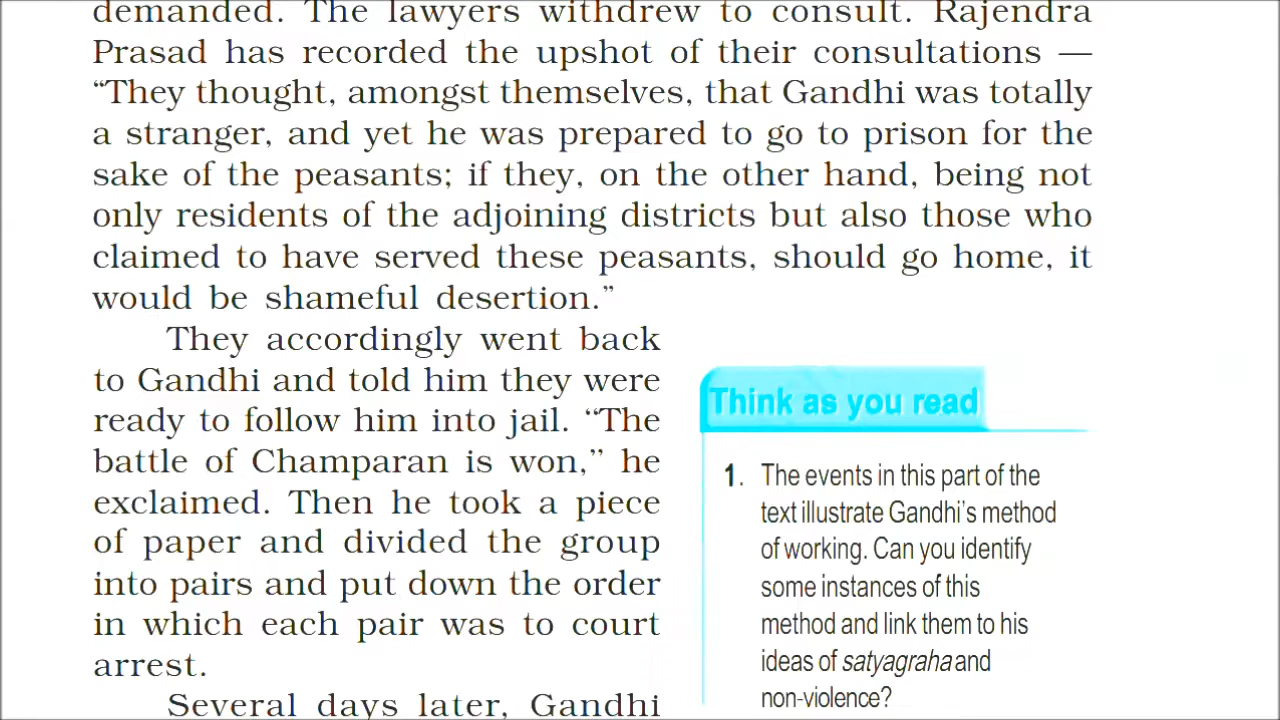 demanded. The lawyers withdrew to consult. Rajendra
Prasad has recorded the upshot of their consultations —
“They thought, amongst themselves, that Gandhi was totally
a stranger, and yet he was prepared to go to prison for the
sake of the peasants; if they, on the other hand, being not
only residents of the adjoining districts but also those who
claimed to have served these peasants, should go home, it
would be shameful desertion.”
They accordingly went back
to Gandhi and told him they were
ready to follow him into jail. “The
battle of Champaran is won,” he
exclaimed. Then he took a piece
of paper and divided the group
into pairs and put down the order
in which each pair was to court
arrest.
Several days later, Gandhi
Think as you read
1. The events in this part of the
text illustrate Gandhi’s method
of working. Can you identify
some instances of this
method and link them to his
ideas of satyagraha and
non-violence?